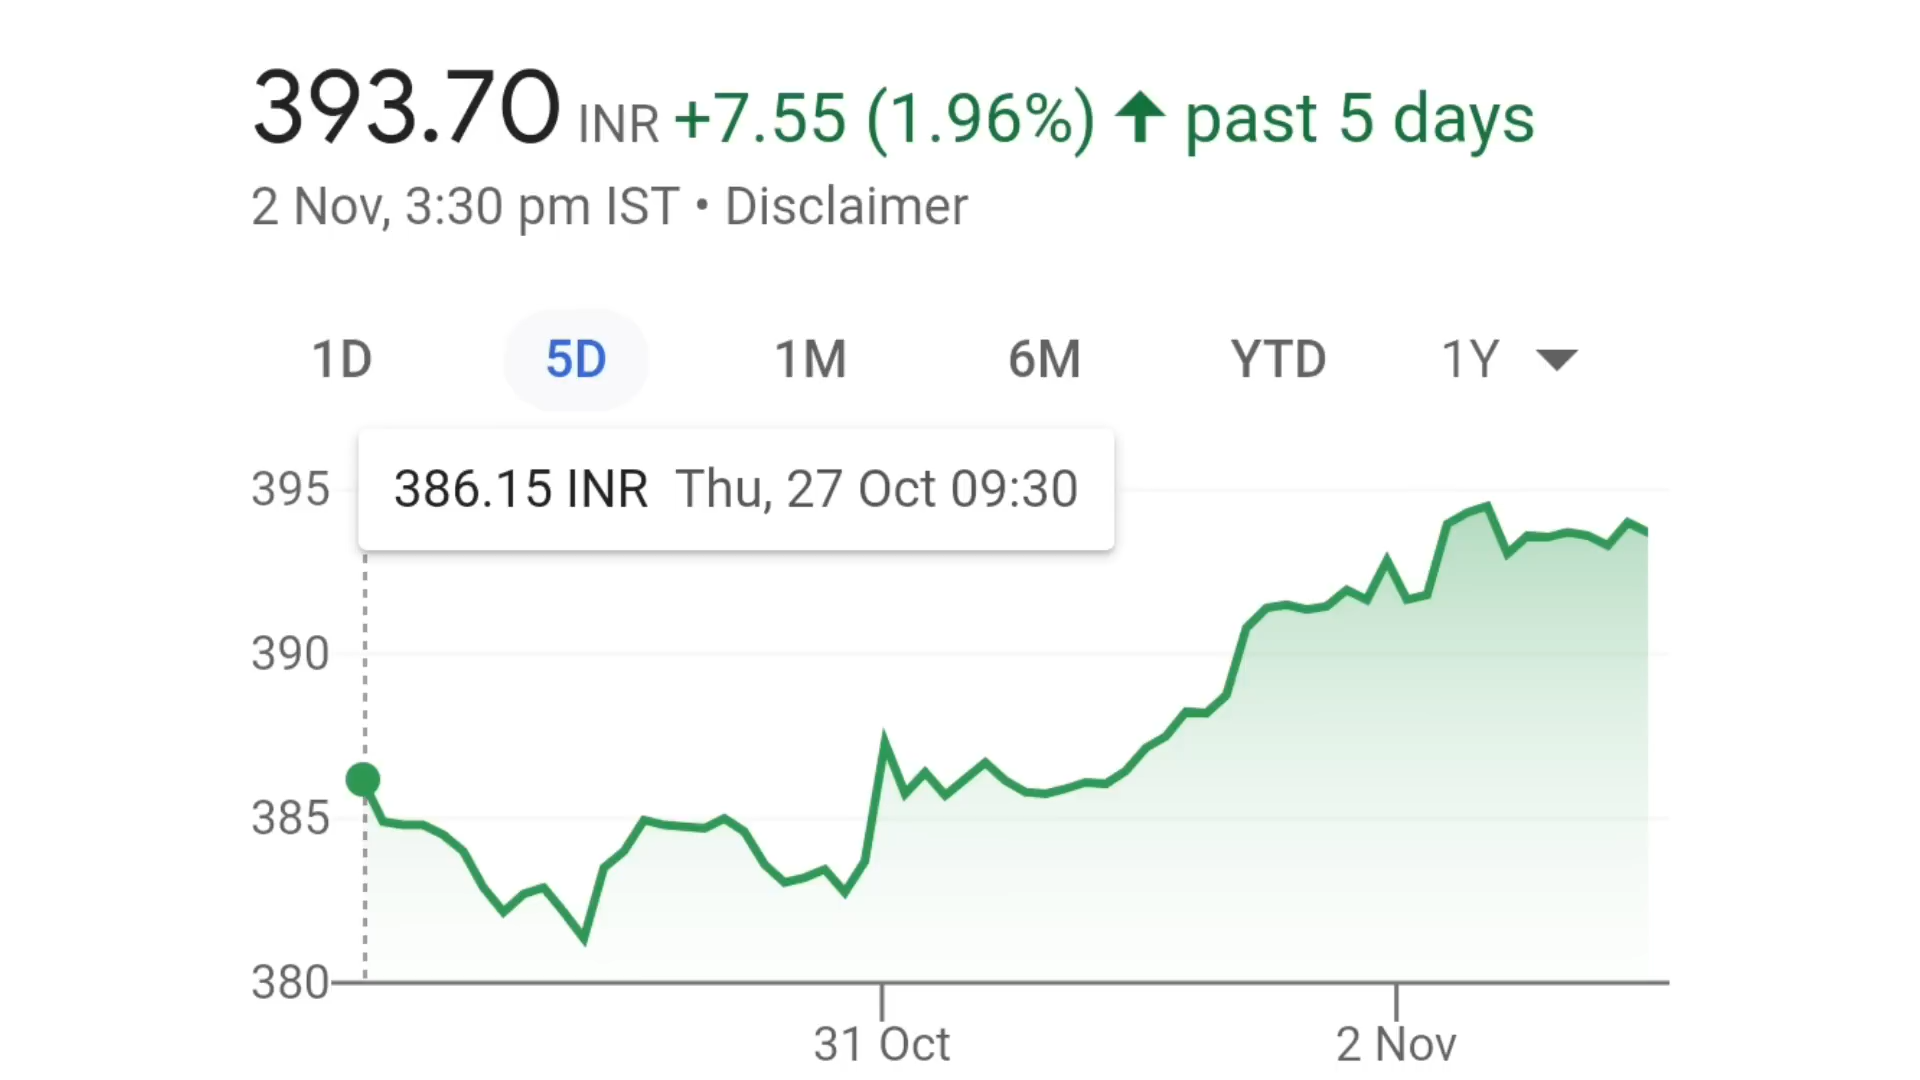 393.70 INR +7.55 (1.96%) ↑ past 5 days
2 Nov, 3:30 pm IST • Disclaimer
1D 5D 1M 6M YTD 1Y
386.15 INR Thu, 27 Oct 09:30
395
390
385
380
31 Oct 2 Nov